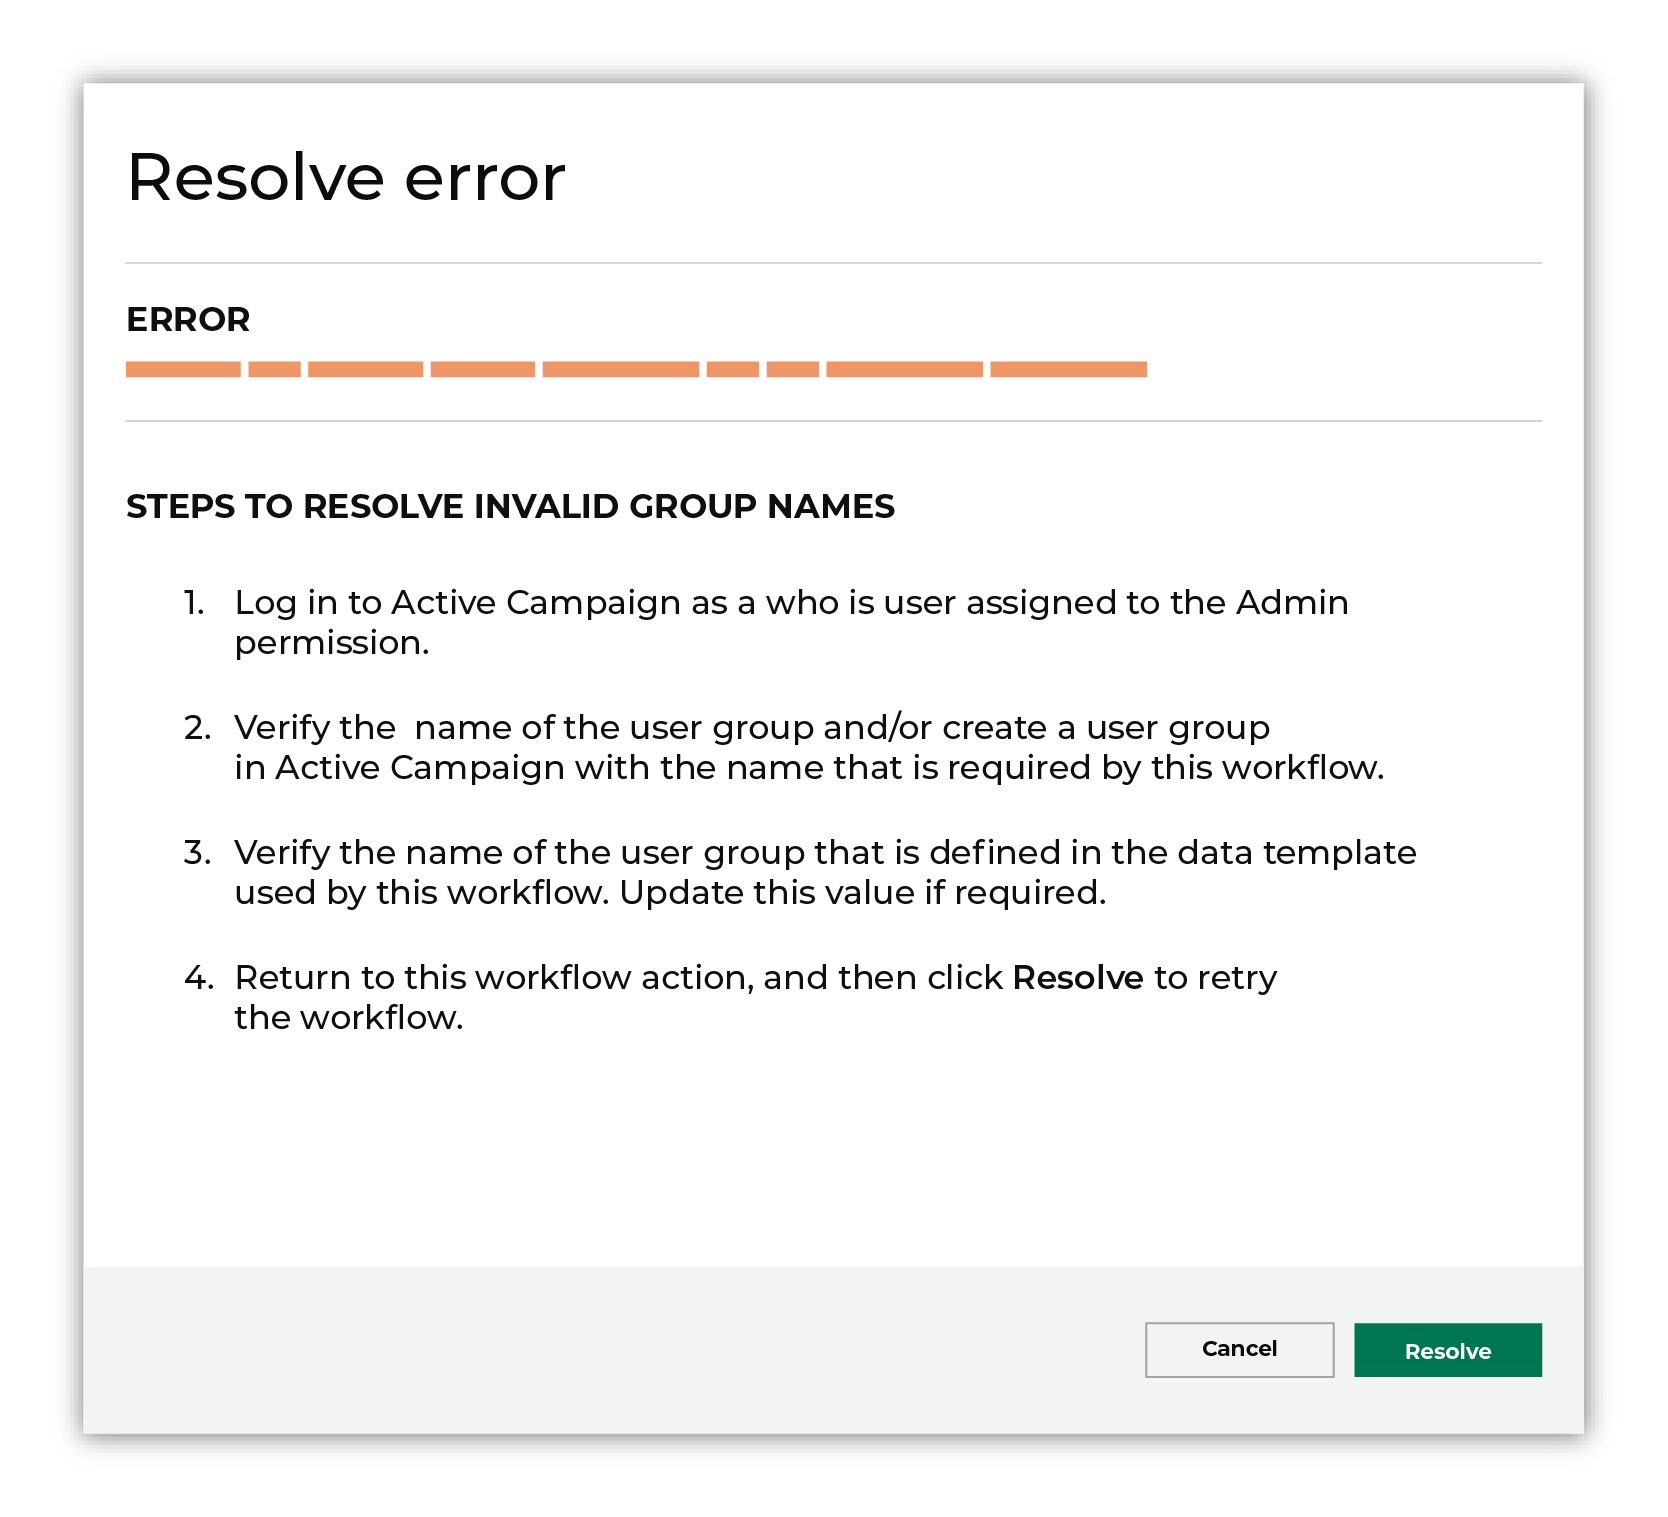 Resolve error
ERROR
STEPS TO RESOLVE INVALID GROUP NAMES
1. Log in to Active Campaign as a who is user assigned to the Admin
permission.
2. Verify the  name of the user group and/or create a user group
in Active Campaign with the name that is required by this workflow.
3. Verify the name of the user group that is defined in the data template
used by this workflow. Update this value if required.
4. Return to this workflow action, and then click Resolve to retry
the workflow.
Cancel
Resolve